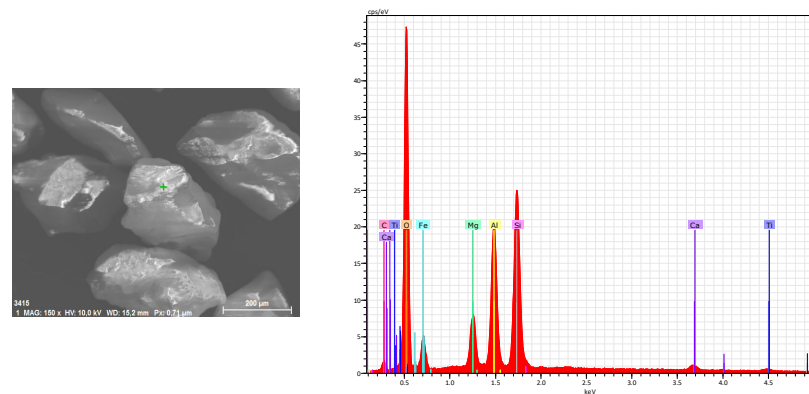 3415
1 MAG: 150 x HV: 10,0 kV WD: 15,2 mm Px: 0,71 µm
200 µm
cps/eV
45
40
35
30
25
20
15
10
5
0
C Ti O Fe Mg Al Si Ca Ti
Ca
0.5 1.0 1.5 2.0 2.5 3.0 3.5 4.0 4.5
keV